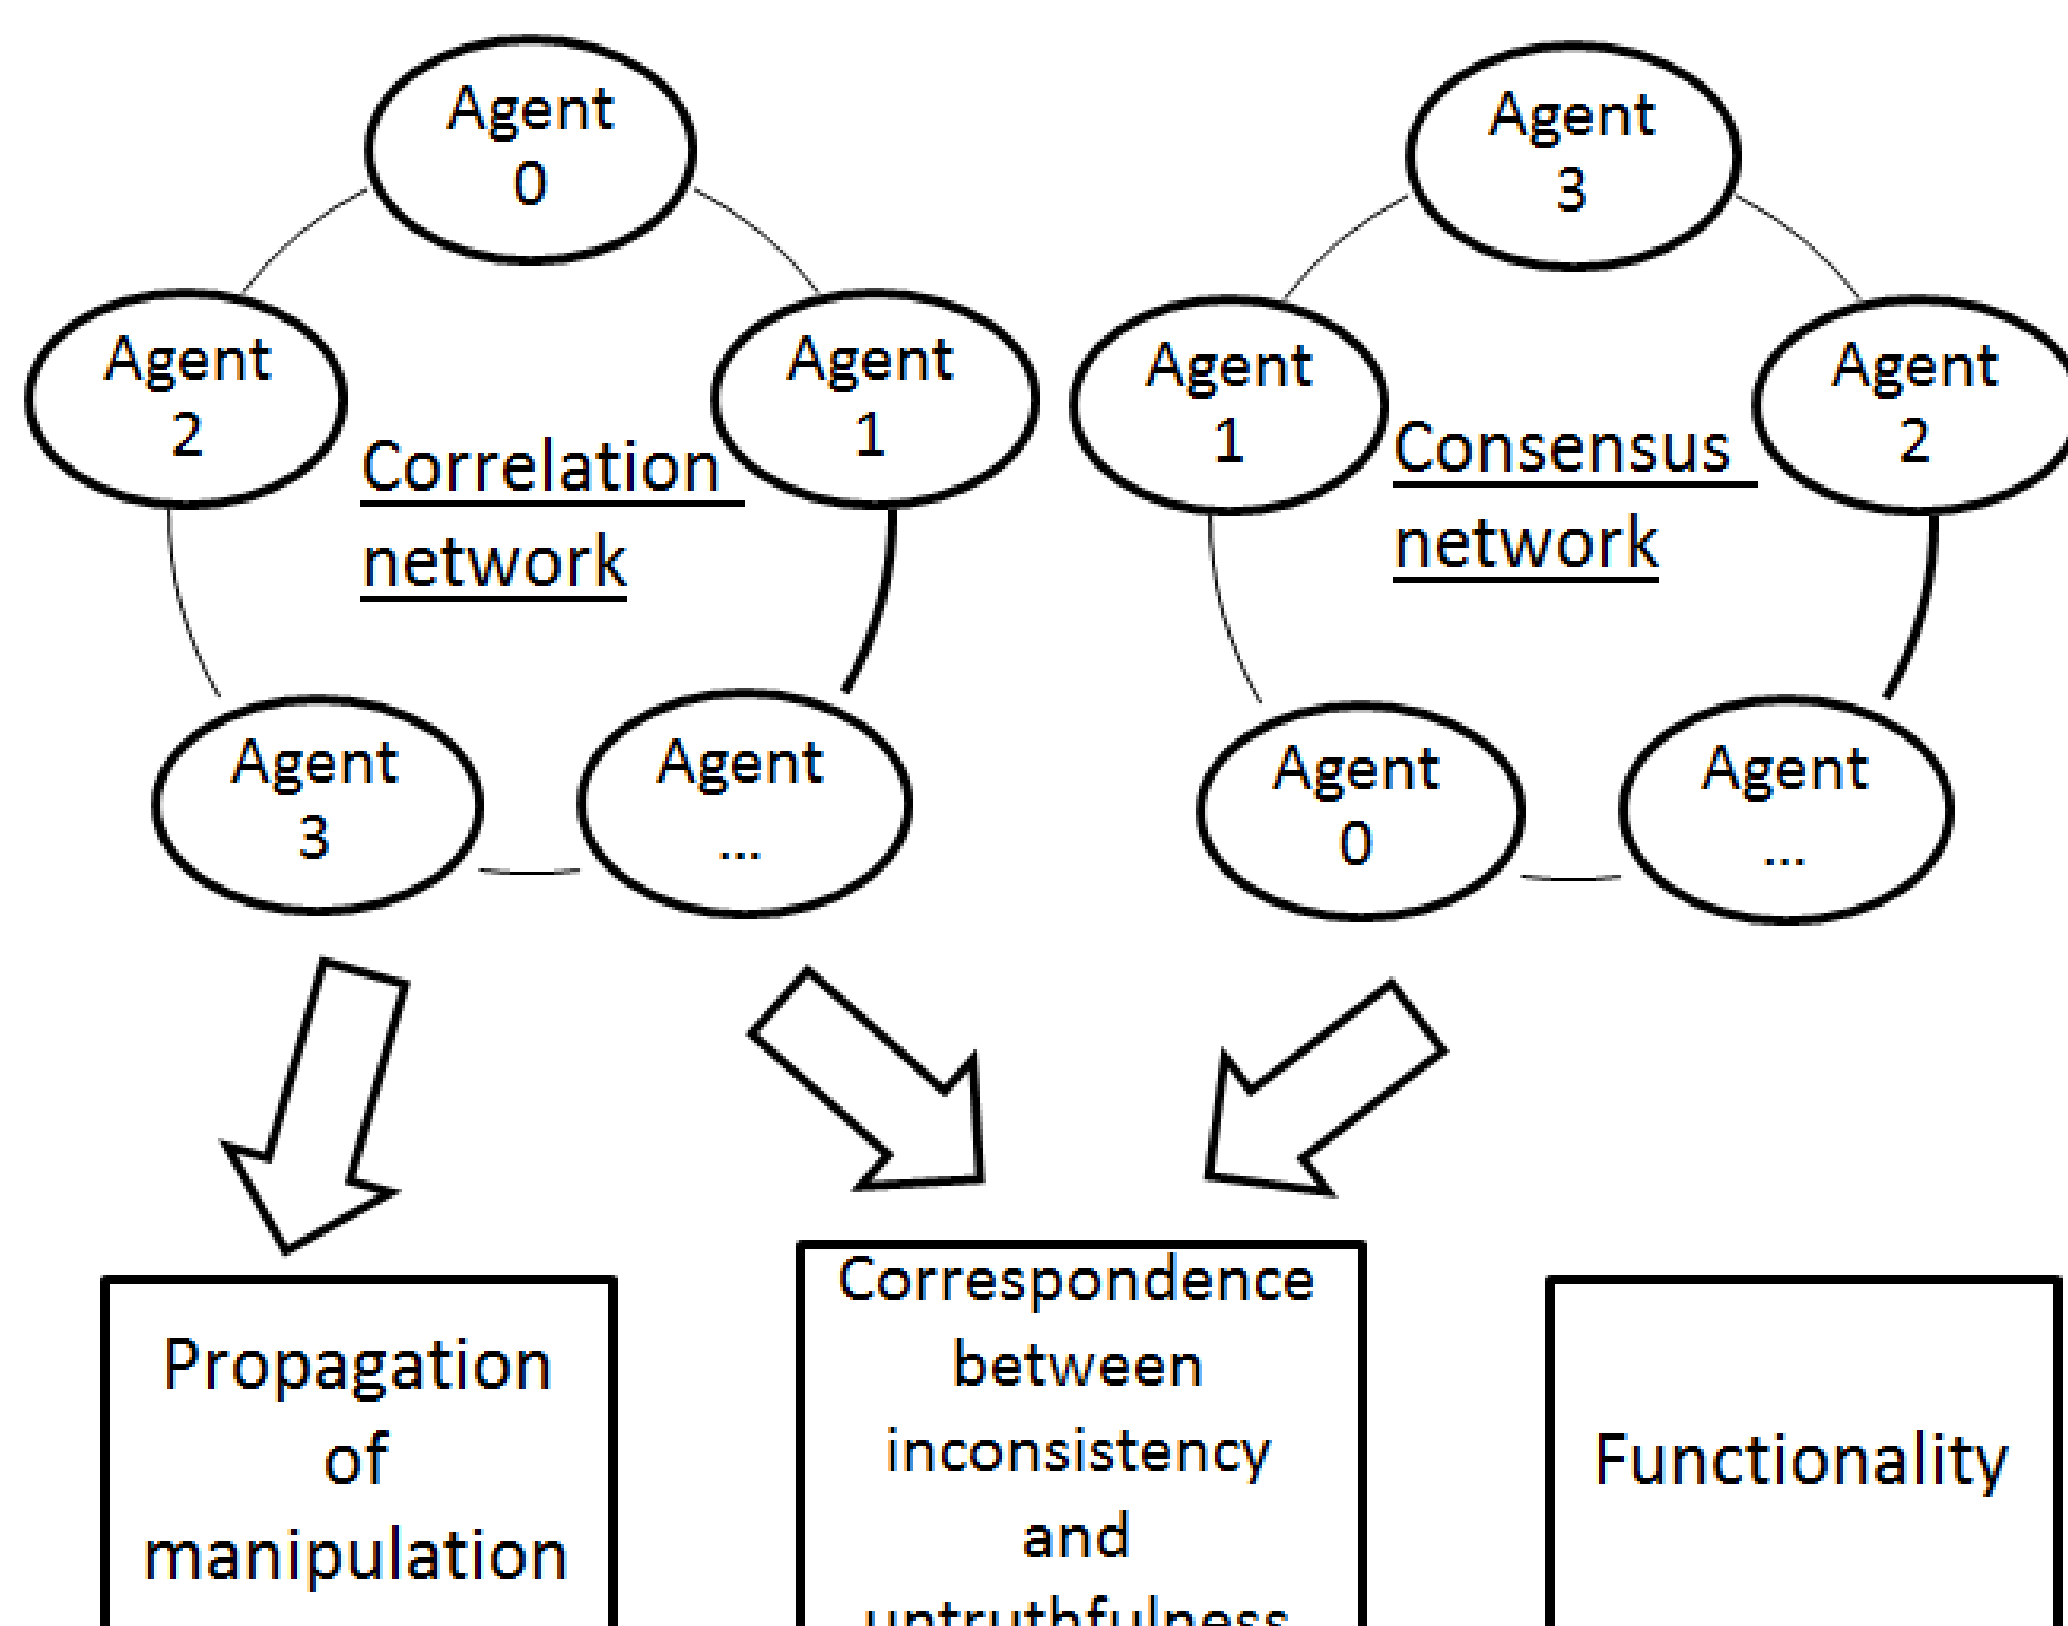 Agent
0
Agent
2
Agent
1
Correlation
network
Agent
3
Agent
...
Agent
3
Agent
1
Agent
2
Consensus
network
Agent
0
Agent
...
Propagation
of
manipulation
Correspondence
between
inconsistency
and
untruthfulness
Functionality